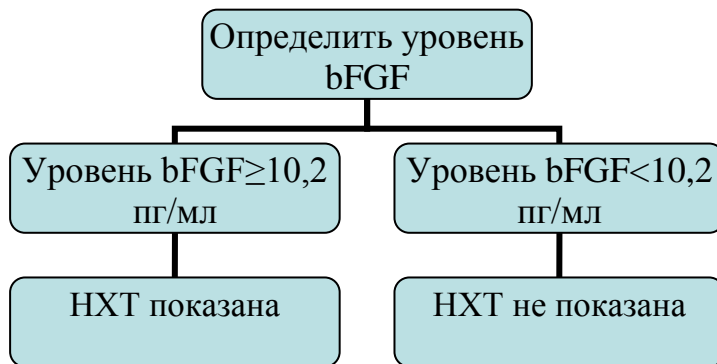 Определить уровень
bFGF
Уровень bFGF≥10,2
пг/мл
Уровень bFGF<10,2
пг/мл
НХТ показана
НХТ не показана